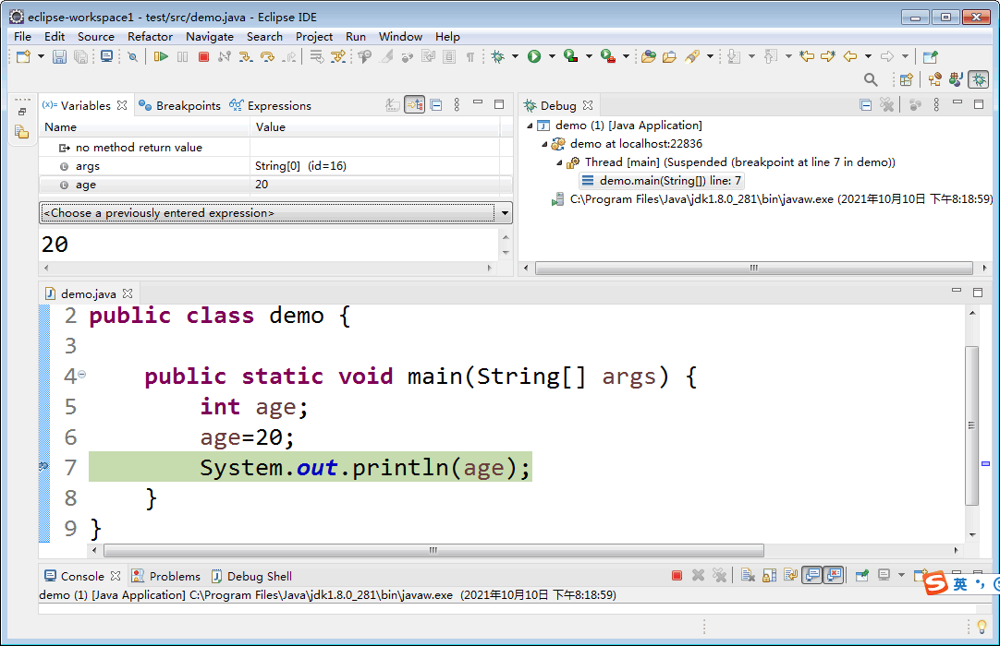 eclipse-workspace1 - test/src/demo.java - Eclipse IDE
File Edit Source Refactor Navigate Search Project Run Window Help
(x)= Variables Breakpoints Expressions
Name Value
no method return value
args String[0] (id=16)
age 20
<Choose a previously entered expression>
20
Debug
demo (1) [Java Application]
demo at localhost:22836
Thread [main] (Suspended (breakpoint at line 7 in demo))
demo.main(String[]) line: 7
C:\Program Files\Java\jdk1.8.0_281\bin\javaw.exe (2021年10月10日 下午8:18:59)
demo.java
2 public class demo {
3
4 public static void main(String[] args) {
5 int age;
6 age=20;
7 System.out.println(age);
8 }
9 }
Console Problems Debug Shell
demo (1) [Java Application] C:\Program Files\Java\jdk1.8.0_281\bin\javaw.exe (2021年10月10日 下午8:18:59)
S 英